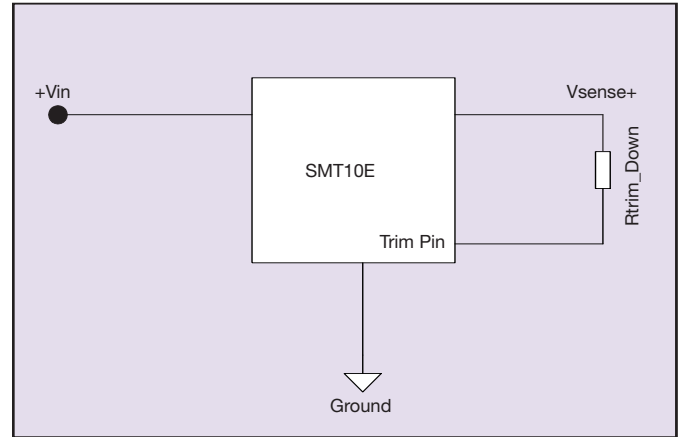 +Vin
Vsense+
SMT10E
Rtrim_Down
Trim Pin
Ground